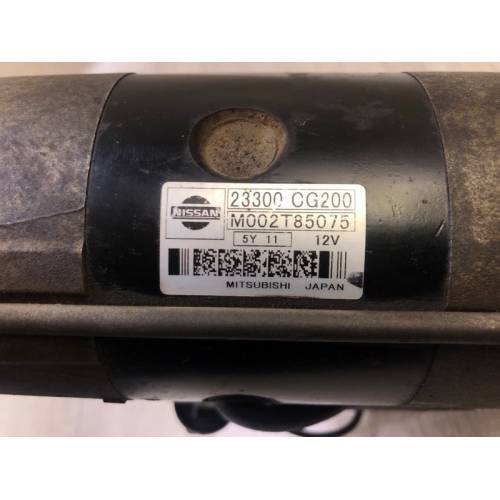 NISSAN
23300 CG200
M002T85075
5Y 11 12V
MITSUBISHI JAPAN